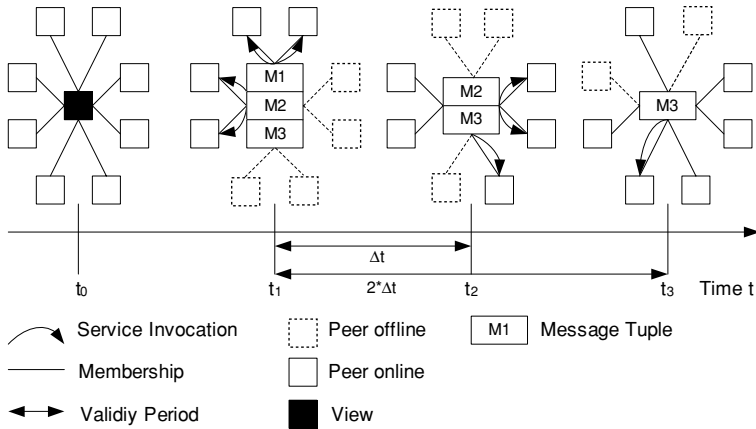 M1
M2
M3
M2
M3
M3
Δt
t0 t1 2*Δt t2 t3 Time t
Service Invocation Peer offline M1 Message Tuple
Membership Peer online
Validiy Period View